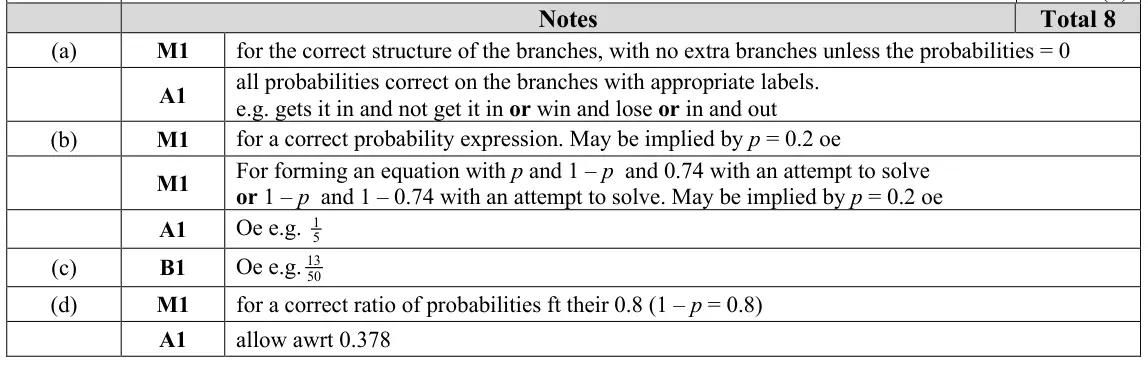 Notes Total 8
(a) M1 for the correct structure of the branches, with no extra branches unless the probabilities = 0
A1 all probabilities correct on the branches with appropriate labels.
e.g. gets it in and not get it in or win and lose or in and out
(b) M1 for a correct probability expression. May be implied by p = 0.2 oe
M1 For forming an equation with p and 1 – p and 0.74 with an attempt to solve
or 1 – p and 1 – 0.74 with an attempt to solve. May be implied by p = 0.2 oe
A1 Oe e.g. 1/5
(c) B1 Oe e.g. 13/50
(d) M1 for a correct ratio of probabilities ft their 0.8 (1 – p = 0.8)
A1 allow awrt 0.378